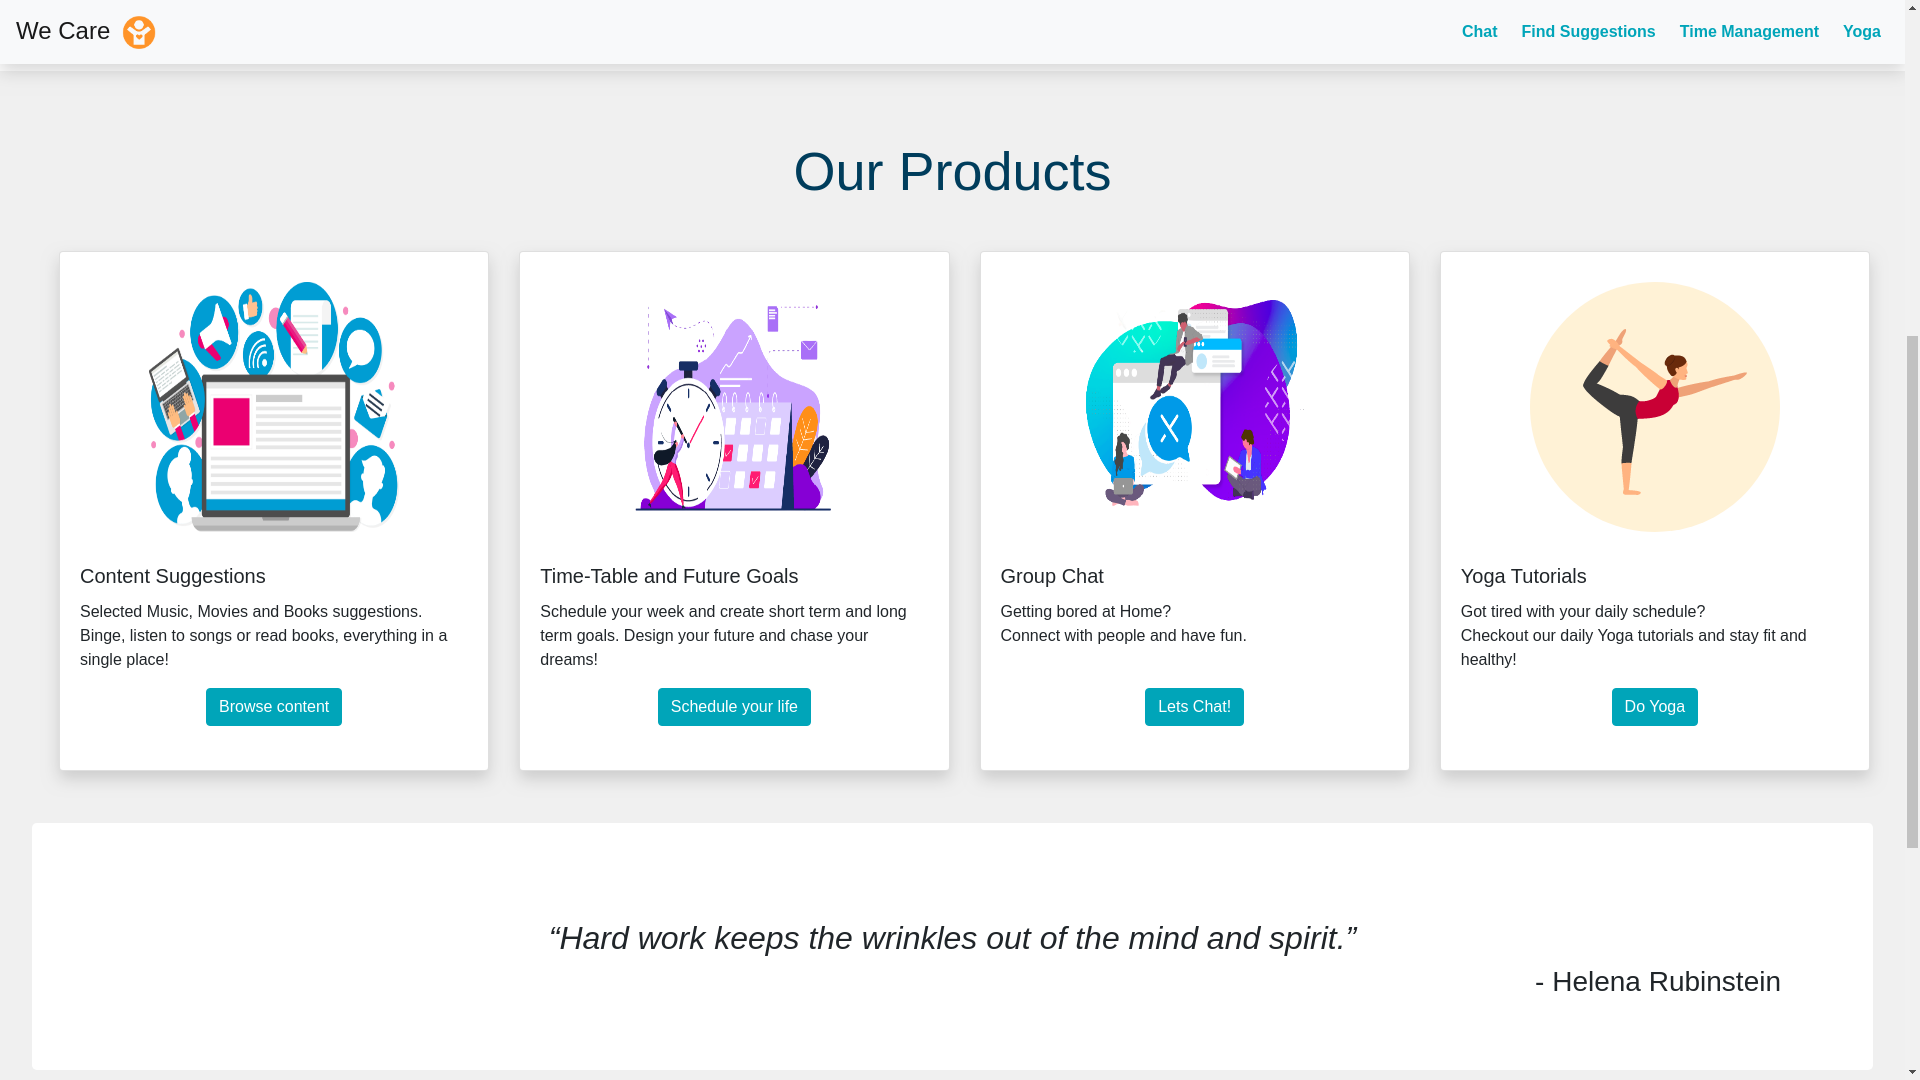 We Care
Chat
Find Suggestions
Time Management
Yoga
Our Products
Content Suggestions
Selected Music, Movies and Books suggestions.
Binge, listen to songs or read books, everything in a
single place!
Browse content
Time-Table and Future Goals
Schedule your week and create short term and long
term goals. Design your future and chase your
dreams!
Schedule your life
Group Chat
Getting bored at Home?
Connect with people and have fun.
Lets Chat!
Yoga Tutorials
Got tired with your daily schedule?
Checkout our daily Yoga tutorials and stay fit and
healthy!
Do Yoga
“Hard work keeps the wrinkles out of the mind and spirit.”
- Helena Rubinstein